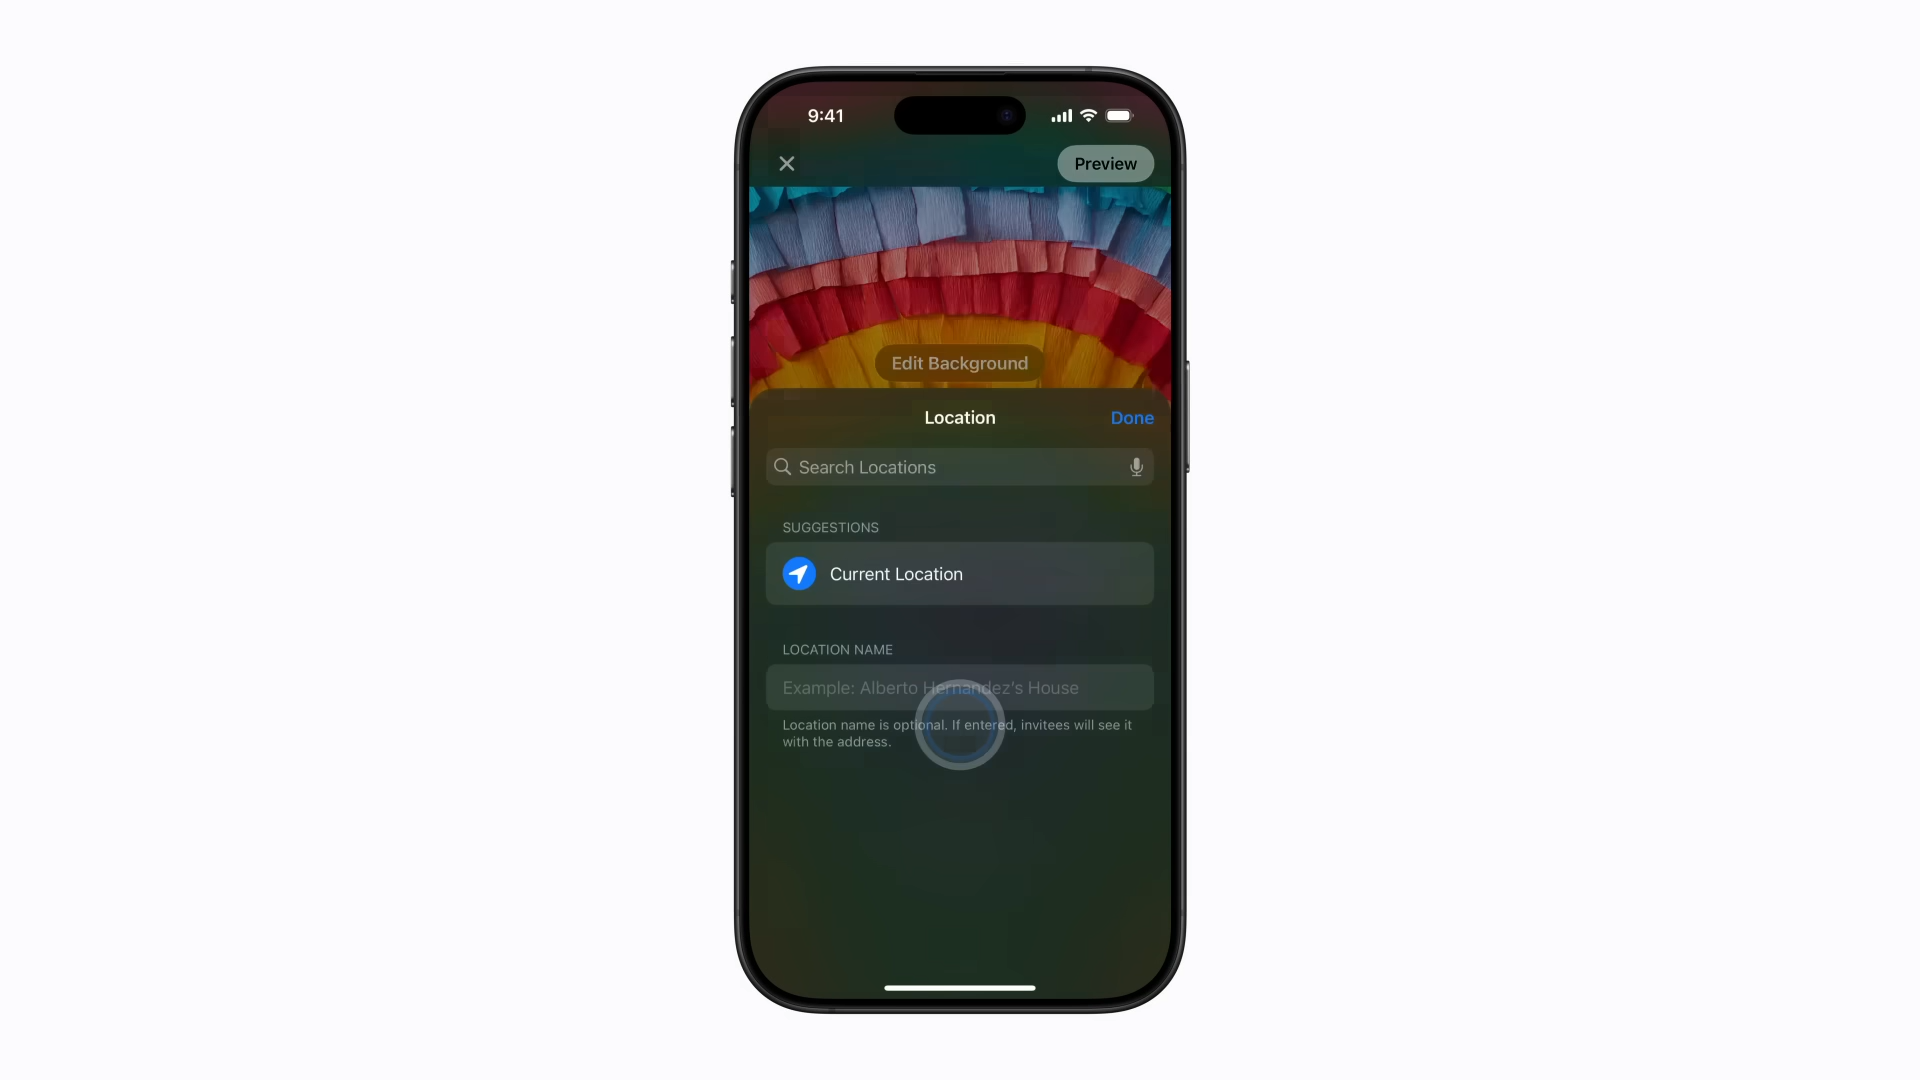 9:41
Preview
Edit Background
Location
Done
Search Locations
SUGGESTIONS
Current Location
LOCATION NAME
Example: Alberto Hernandez’s House
Location name is optional. If entered, invitees will see it
with the address.